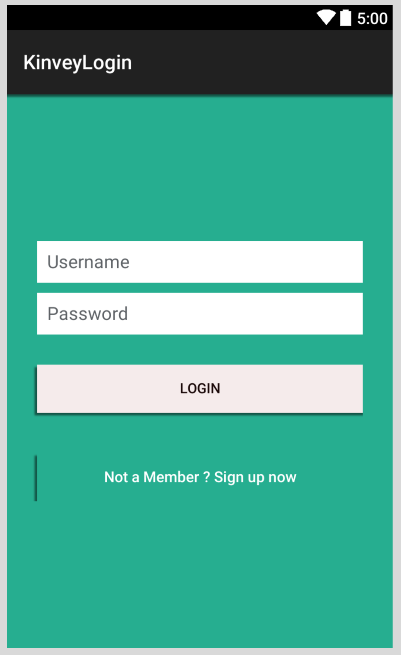 5:00
KinveyLogin
Username
Password
LOGIN
Not a Member ? Sign up now